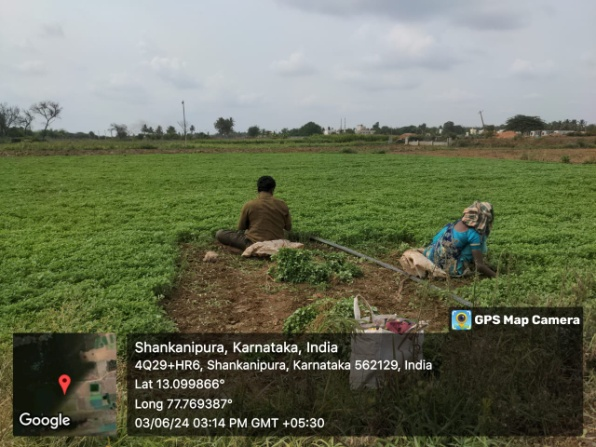 GPS Map Camera
Shankanipura, Karnataka, India
4Q29+HR6, Shankanipura, Karnataka 562129, India
Lat 13.099866°
Long 77.769387°
03/06/24 03:14 PM GMT +05:30
Google